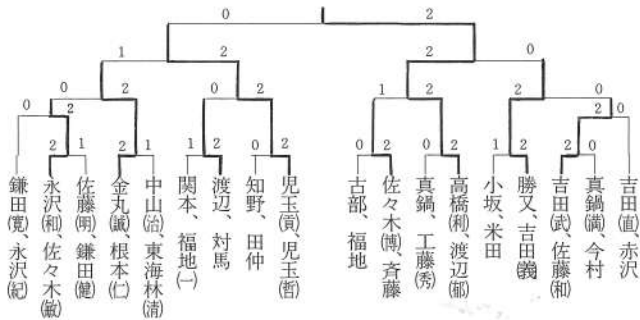 0 2
1 2 2 0
0 2 0 2 1 2 2 0
0 2 2
2 1 2 1 1 2 0 2 0 2 0 2 1 2 2 0
鎌田(寛)、永沢(紀)
永沢(和)、佐々木(敏)
佐藤(明)、鎌田(健)
金丸(誠)、根本(仁)
中山(治)、東海林(清)
関本、福地(一)
渡辺、対馬
知野、田仲
児玉(貢)、児玉(哲)
古部、福地
佐々木(博)、斉藤
真鍋、工藤(秀)
高橋(利)、渡辺(郁)
小坂、米田
勝又、吉田(義)
吉田(武)、佐藤(和)
真鍋(満)、今村
吉田(直)、赤沢